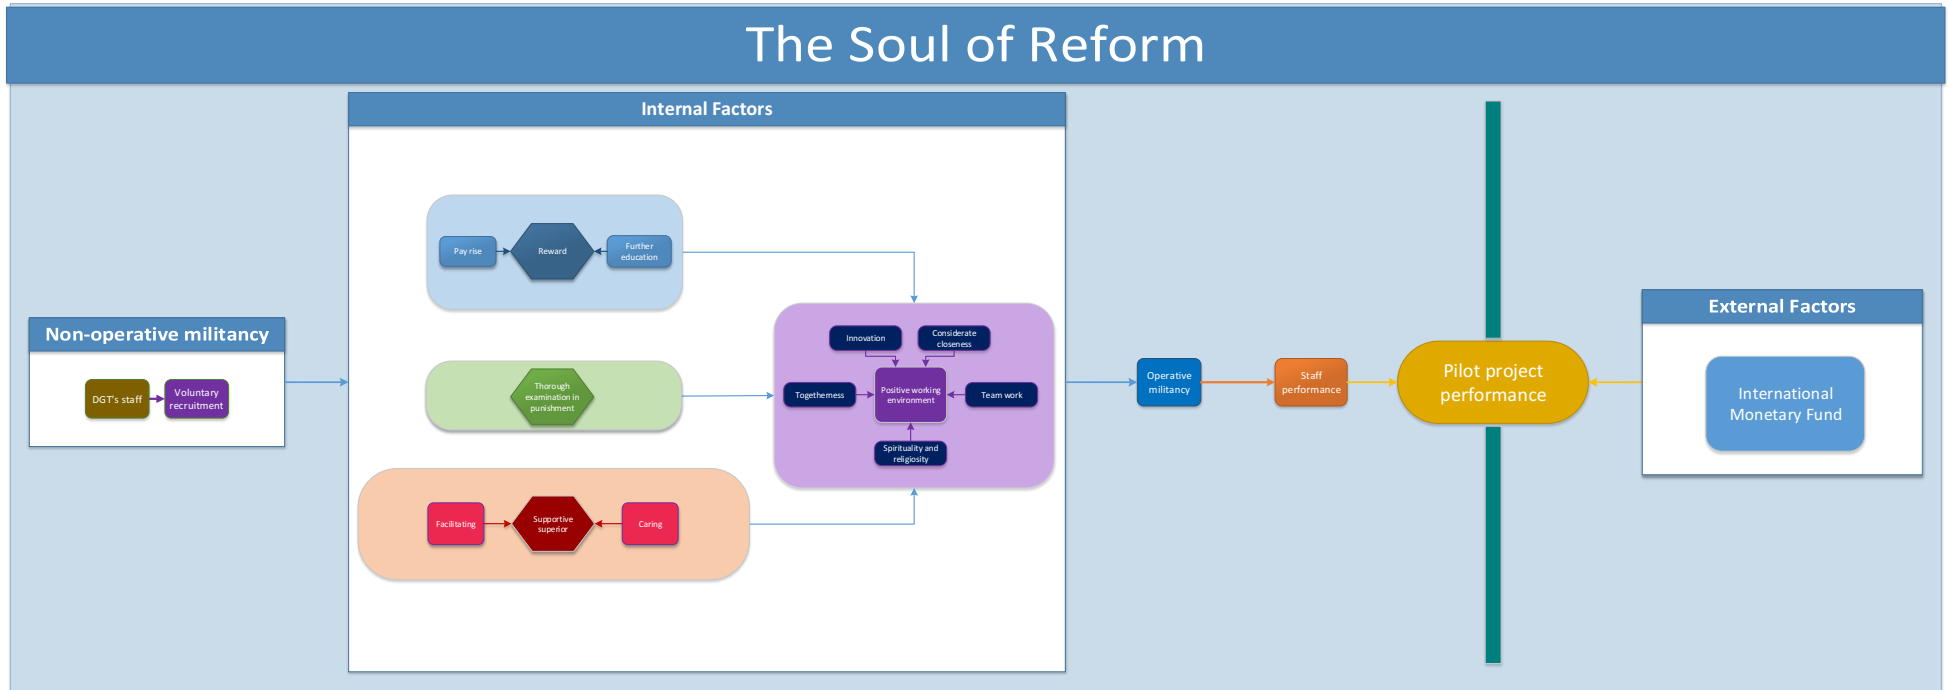 The Soul of Reform
Internal Factors
Non-operative militancy
DGT's staff
Voluntary
recruitment
Pay rise
Reward
Further
education
Thorough
examination in
punishment
Facilitating
Supportive
superior
Caring
Innovation
Considerate
closeness
Togetherness
Positive working
environment
Team work
Spirituality and
religiosity
Operative
militancy
Staff
performance
Pilot project
performance
External Factors
International
Monetary Fund